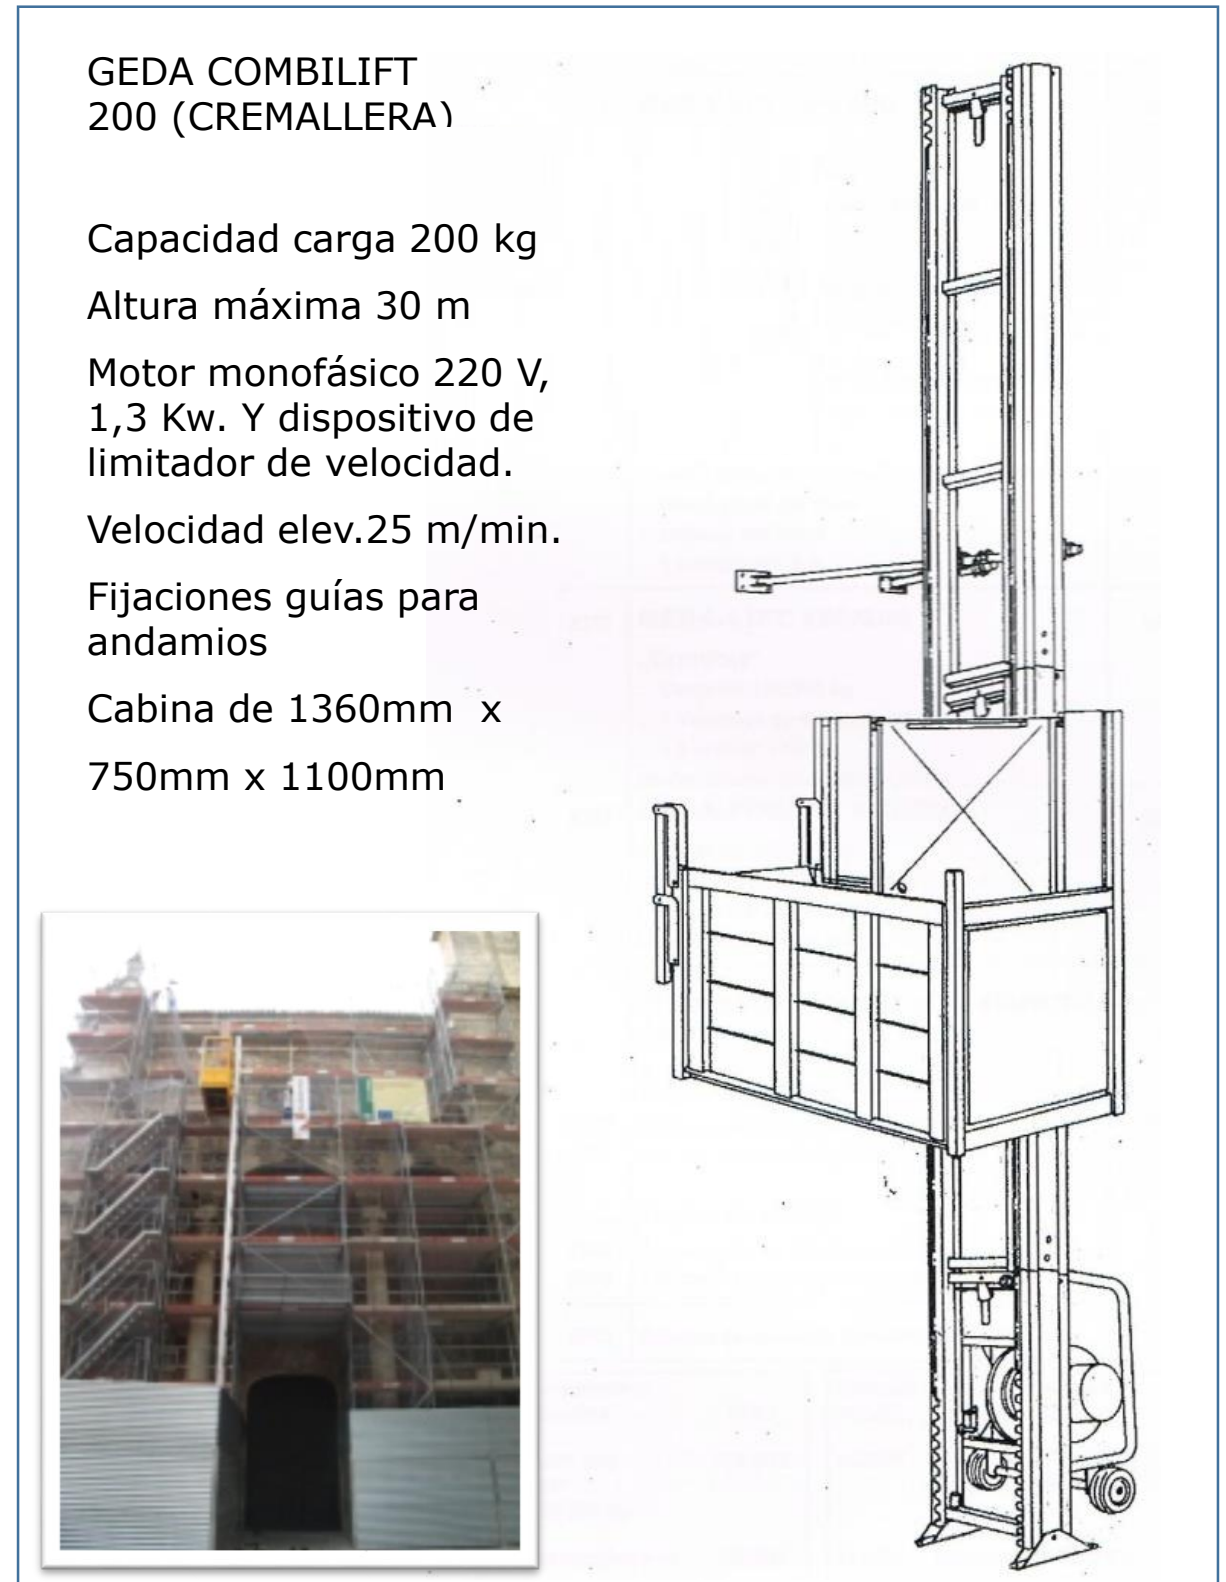 GEDA COMBILIFT
200 (CREMALLERA)
Capacidad carga 200 kg
Altura máxima 30 m
Motor monofásico 220 V,
1,3 Kw. Y dispositivo de
limitador de velocidad.
Velocidad elev.25 m/min.
Fijaciones guías para
andamios
Cabina de 1360mm  x
750mm x 1100mm